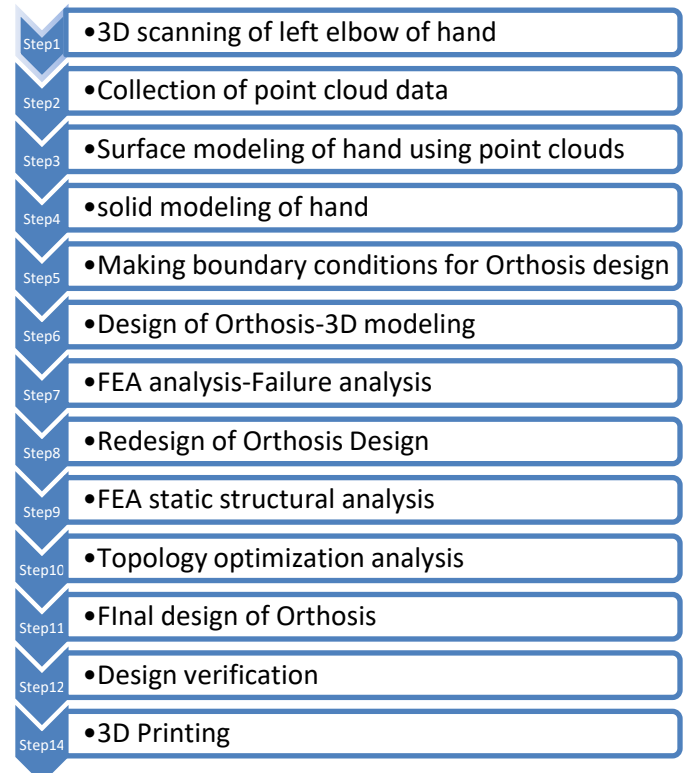 Step1 •3D scanning of left elbow of hand
Step2 •Collection of point cloud data
Step3 •Surface modeling of hand using point clouds
Step4 •solid modeling of hand
Step5 •Making boundary conditions for Orthosis design
Step6 •Design of Orthosis-3D modeling
Step7 •FEA analysis-Failure analysis
Step8 •Redesign of Orthosis Design
Step9 •FEA static structural analysis
Step10 •Topology optimization analysis
Step11 •FInal design of Orthosis
Step12 •Design verification
Step14 •3D Printing